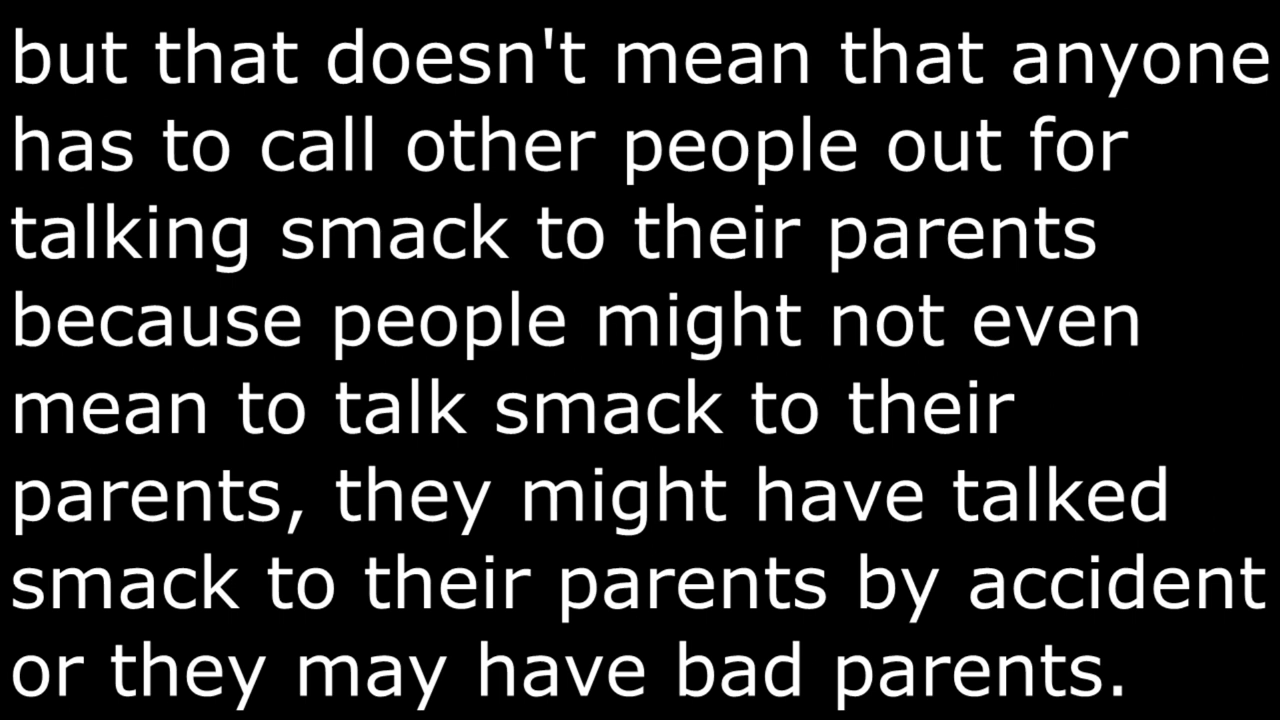 but that doesn't mean that anyone
has to call other people out for
talking smack to their parents
because people might not even
mean to talk smack to their
parents, they might have talked
smack to their parents by accident
or they may have bad parents.